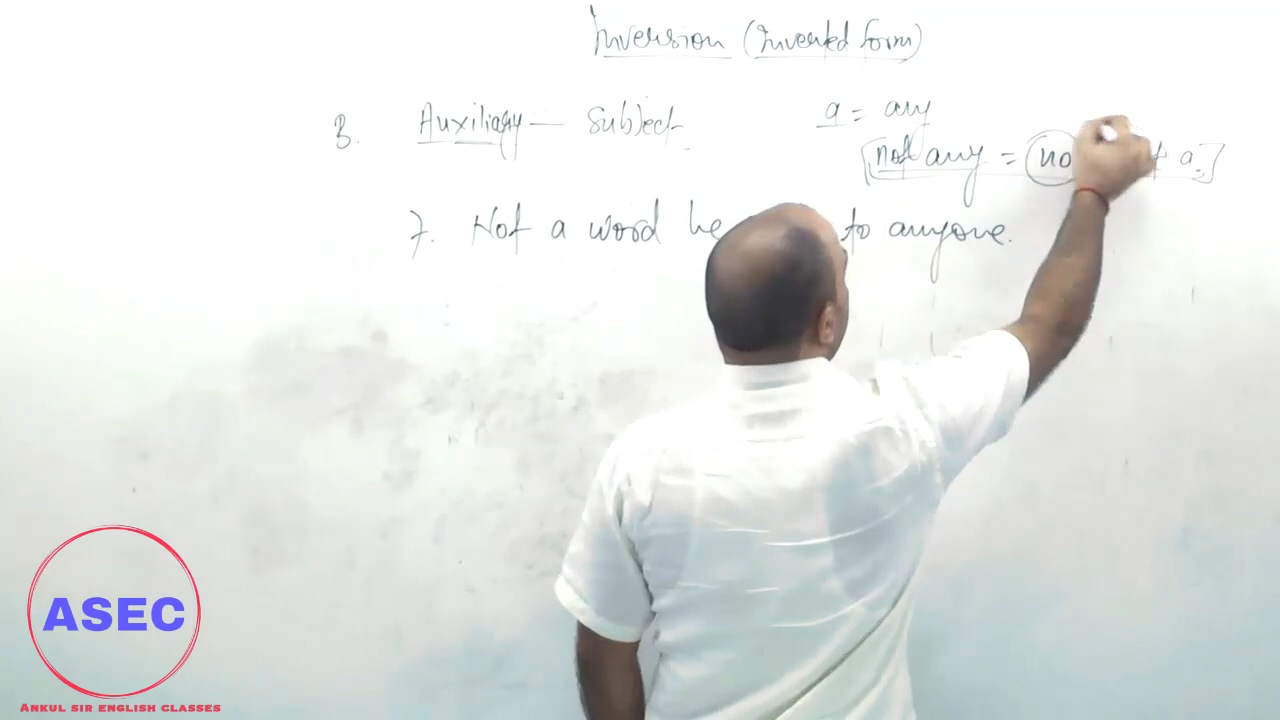 Inversion (Inverted form)
3. Auxiliary — Subject
a = any
[not any = no a.]
7. Not a word he to anyone.
ASEC
ANKUL SIR ENGLISH CLASSES